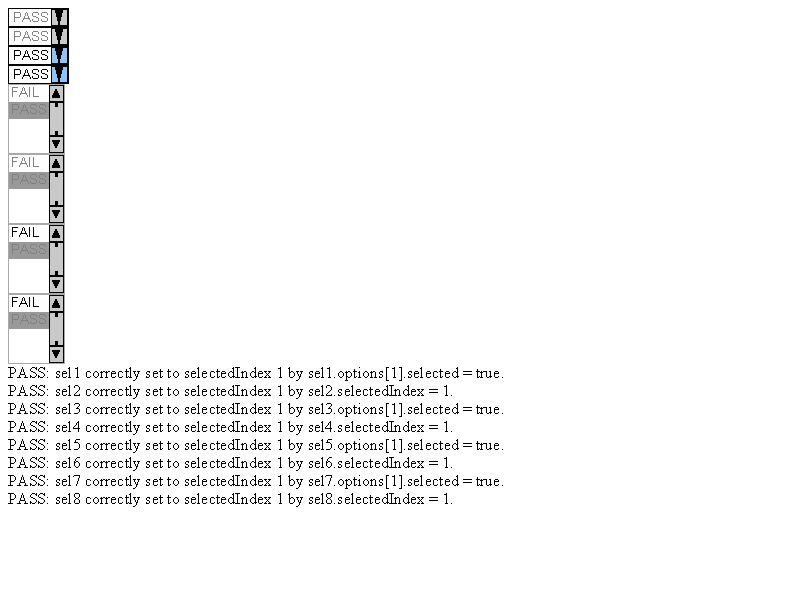 PASS
PASS
PASS
PASS
FAIL
PASS
FAIL
PASS
FAIL
PASS
FAIL
PASS
PASS: sel1 correctly set to selectedIndex 1 by sel1.options[1].selected = true.
PASS: sel2 correctly set to selectedIndex 1 by sel2.selectedIndex = 1.
PASS: sel3 correctly set to selectedIndex 1 by sel3.options[1].selected = true.
PASS: sel4 correctly set to selectedIndex 1 by sel4.selectedIndex = 1.
PASS: sel5 correctly set to selectedIndex 1 by sel5.options[1].selected = true.
PASS: sel6 correctly set to selectedIndex 1 by sel6.selectedIndex = 1.
PASS: sel7 correctly set to selectedIndex 1 by sel7.options[1].selected = true.
PASS: sel8 correctly set to selectedIndex 1 by sel8.selectedIndex = 1.